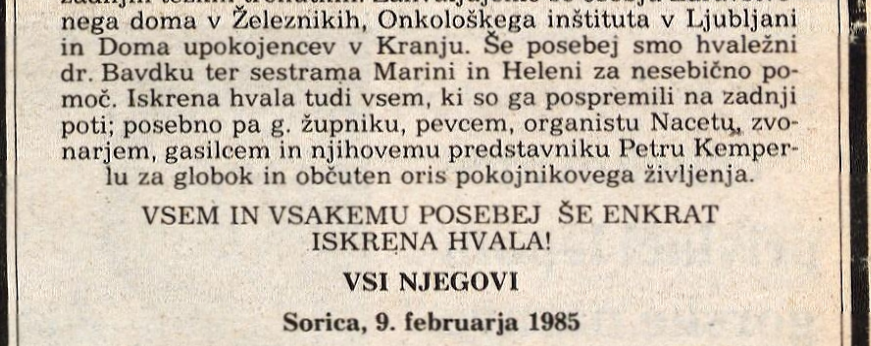 nega doma v Železnikih, Onkološkega inštituta v Ljubljani
in Doma upokojencev v Kranju. Še posebej smo hvaležni
dr. Bavdku ter sestrama Marini in Heleni za nesebično po-
moč. Iskrena hvala tudi vsem, ki so ga pospremili na zadnji
poti; posebno pa g. župniku, pevcem, organistu Nacetu, zvo-
narjem, gasilcem in njihovemu predstavniku Petru Kemper-
lu za globok in občuten oris pokojnikovega življenja.
VSEM IN VSAKEMU POSEBEJ ŠE ENKRAT
ISKRENA HVALA!
VSI NJEGOVI
Sorica, 9. februarja 1985